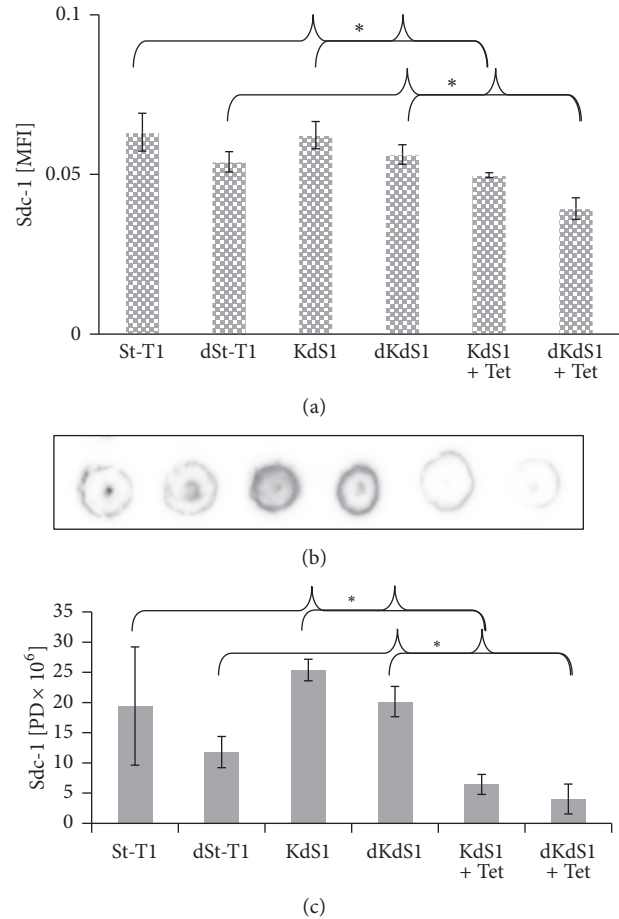 0.1
*
*
Sdc-1 [MFI]
0.05
0
St-T1 dSt-T1 KdS1 dKdS1 KdS1 + Tet dKdS1 + Tet
(a)
(b)
35
*
30
*
25
20
15
10
5
0
Sdc-1 [PD× 10⁶]
St-T1 dSt-T1 KdS1 dKdS1 KdS1 + Tet dKdS1 + Tet
(c)